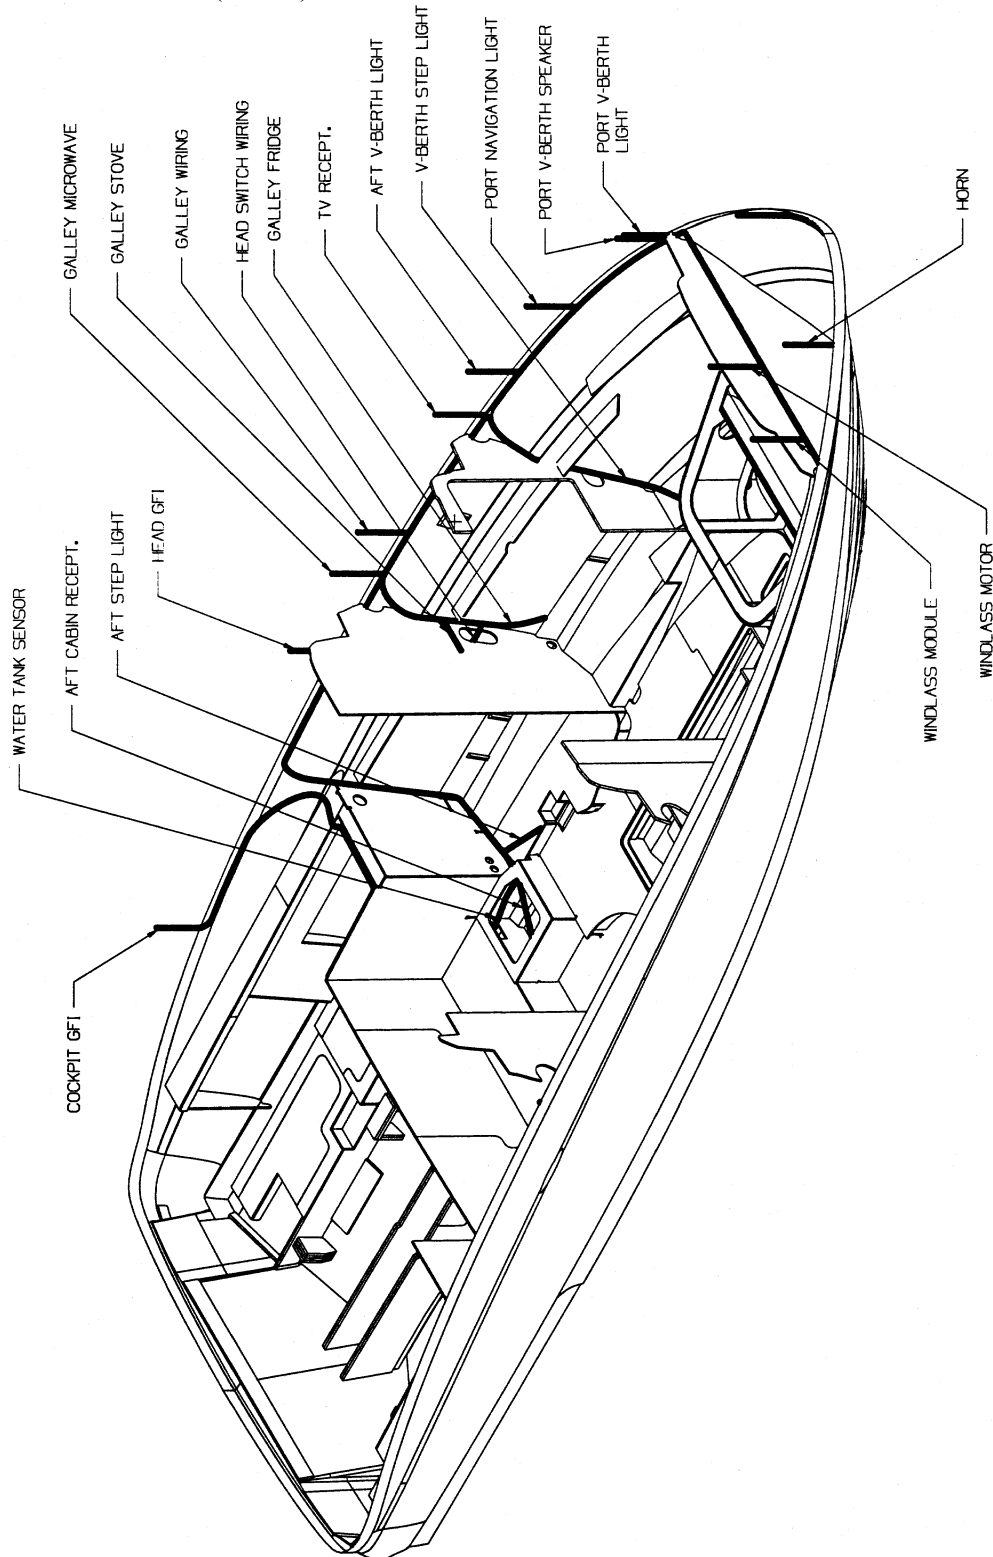 GALLEY MICROWAVE
GALLEY STOVE
GALLEY WIRING
HEAD SWITCH WIRING
GALLEY FRIDGE
TV RECEPT.
AFT V-BERTH LIGHT
V-BERTH STEP LIGHT
PORT NAVIGATION LIGHT
PORT V-BERTH SPEAKER
PORT V-BERTH
LIGHT
HORN
WATER TANK SENSOR
AFT CABIN RECEPT.
AFT STEP LIGHT
HEAD GFI
COCKPIT GFI
WINDLASS MODULE
WINDLASS MOTOR